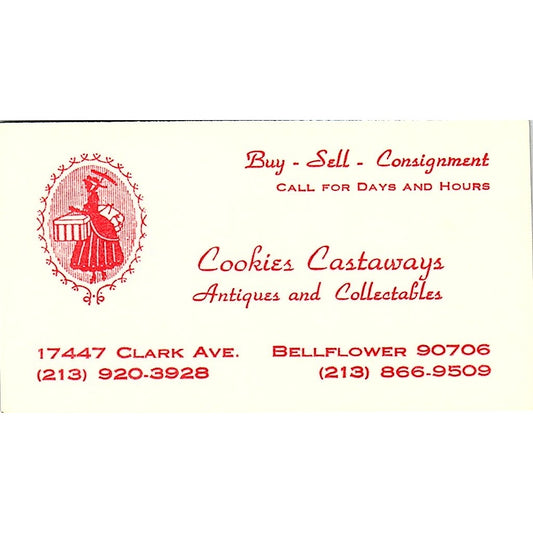 Buy - Sell - Consignment
Call for Days and Hours
Cookies Castaways
Antiques and Collectables
17447 Clark Ave. Bellflower 90706
(213) 920-3928 (213) 866-9509